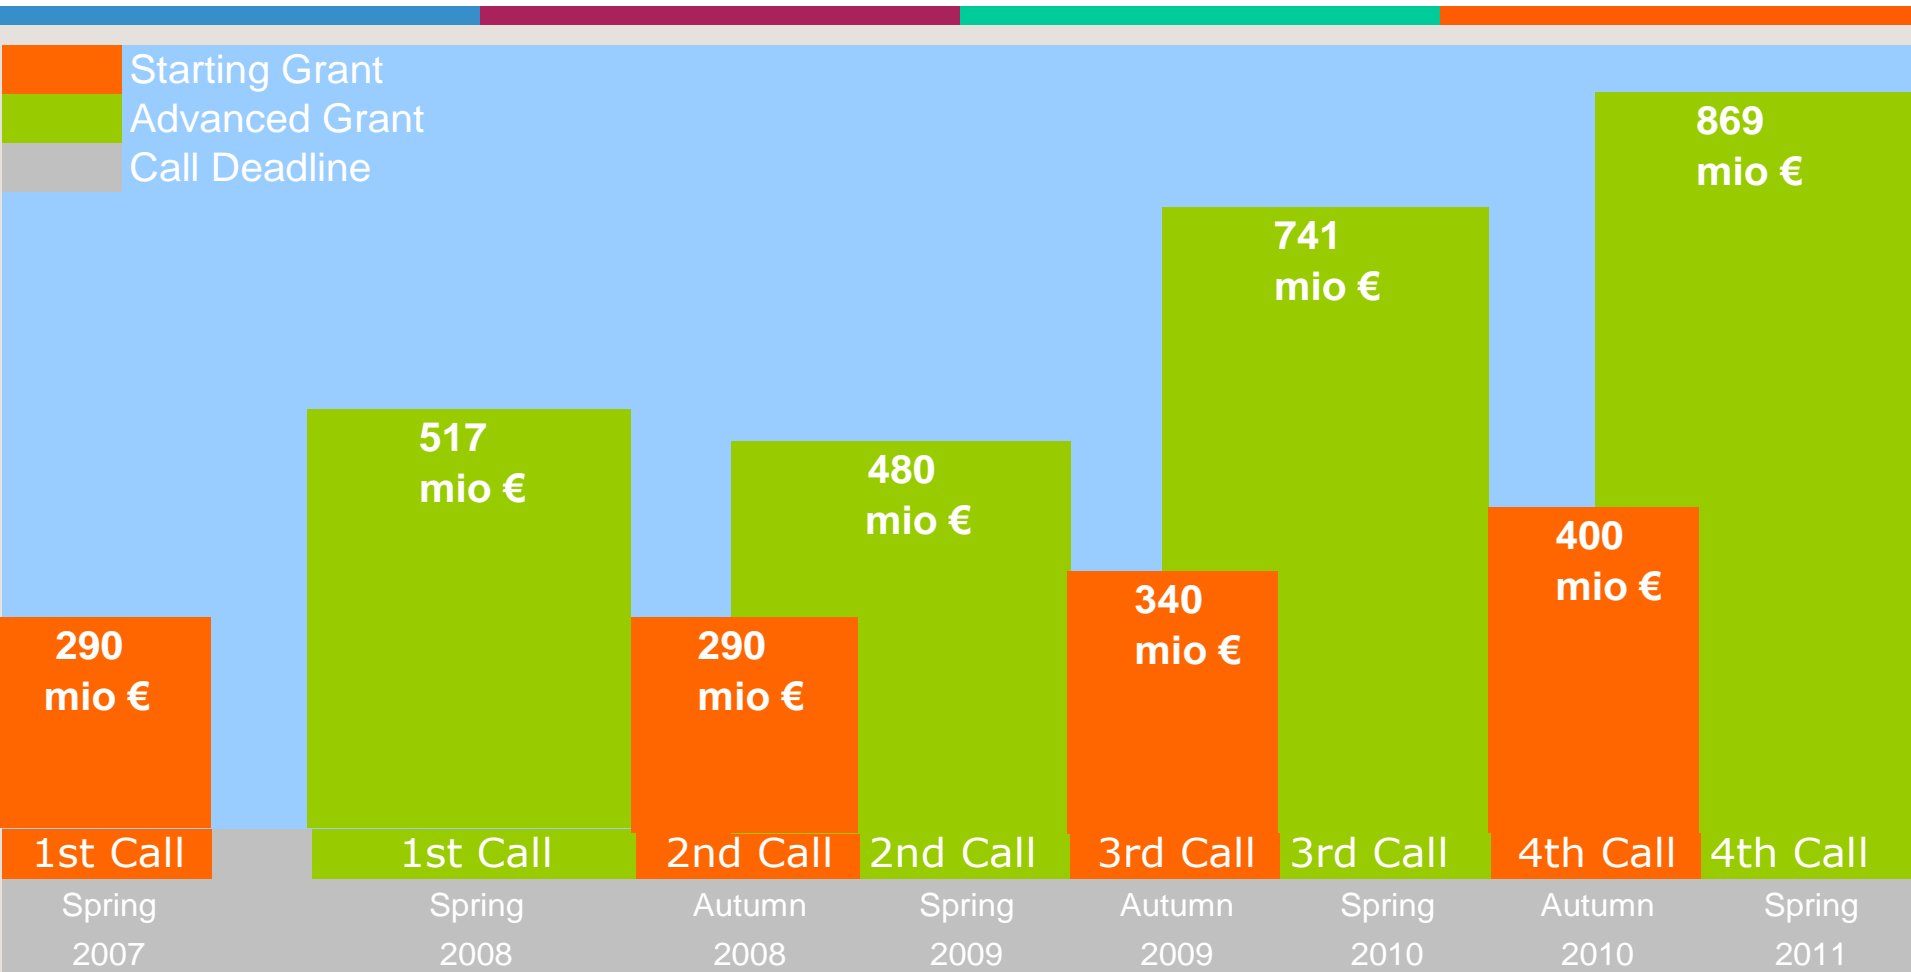 Starting Grant
Advanced Grant
Call Deadline
869
mio €
741
mio €
517
mio €
480
mio €
400
mio €
340
mio €
290
mio €
290
mio €
1st Call
1st Call
2nd Call
2nd Call
3rd Call
3rd Call
4th Call
4th Call
Spring
2007
Spring
2008
Autumn
2008
Spring
2009
Autumn
2009
Spring
2010
Autumn
2010
Spring
2011